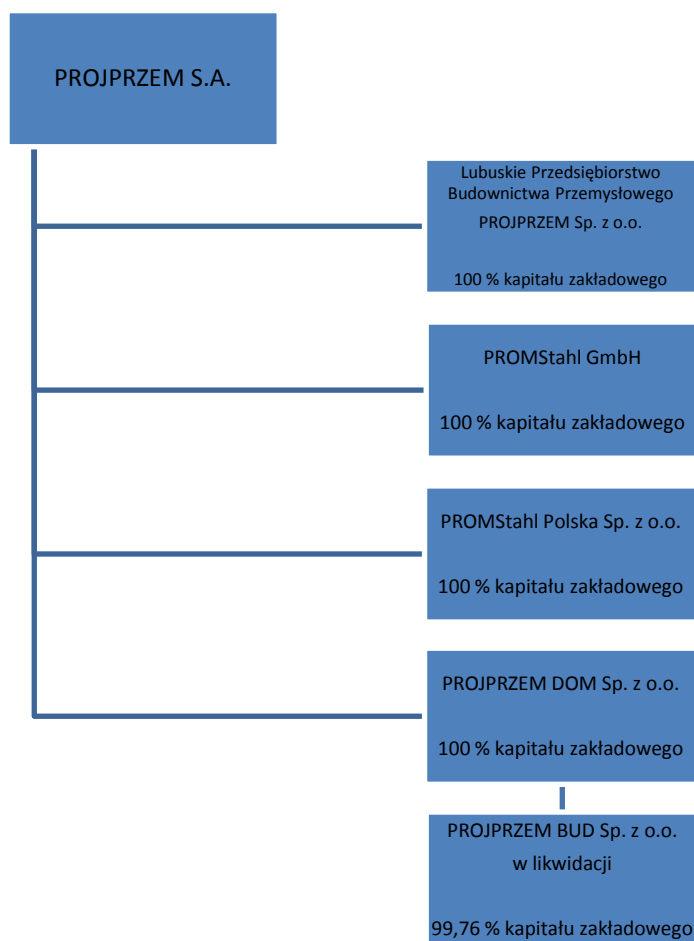 PROJPRZEM S.A.
Lubuskie Przedsiębiorstwo
Budownictwa Przemysłowego
PROJPRZEM Sp. z o.o.
100 % kapitału zakładowego
PROMStahl GmbH
100 % kapitału zakładowego
PROMStahl Polska Sp. z o.o.
100 % kapitału zakładowego
PROJPRZEM DOM Sp. z o.o.
100 % kapitału zakładowego
PROJPRZEM BUD Sp. z o.o.
w likwidacji
99,76 % kapitału zakładowego